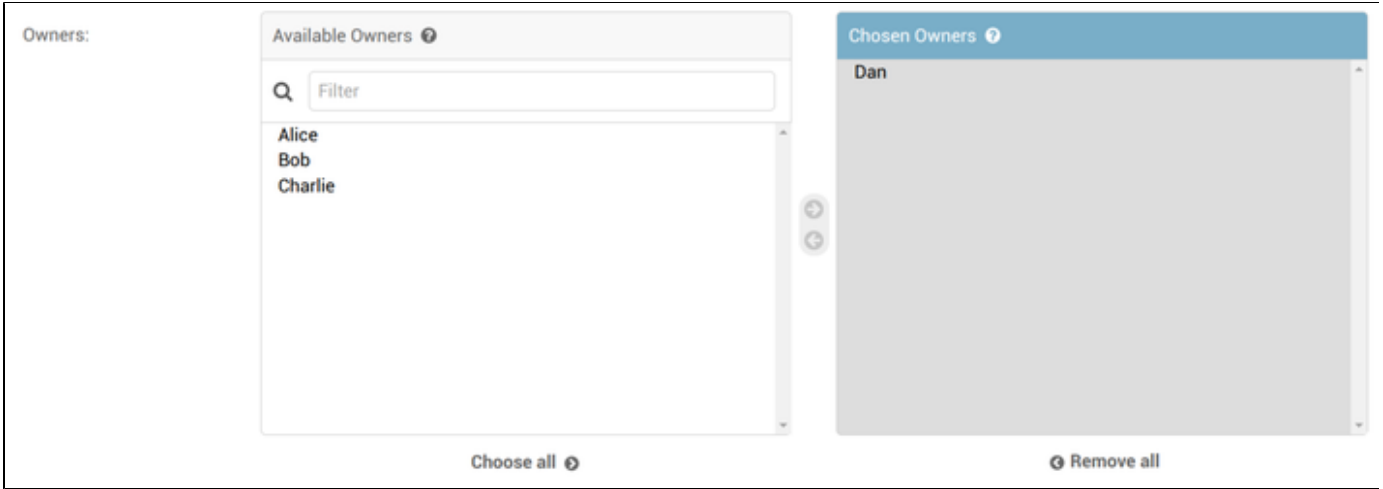 Owners:
Available Owners
Filter
Alice
Bob
Charlie
Choose all
Chosen Owners
Dan
Remove all